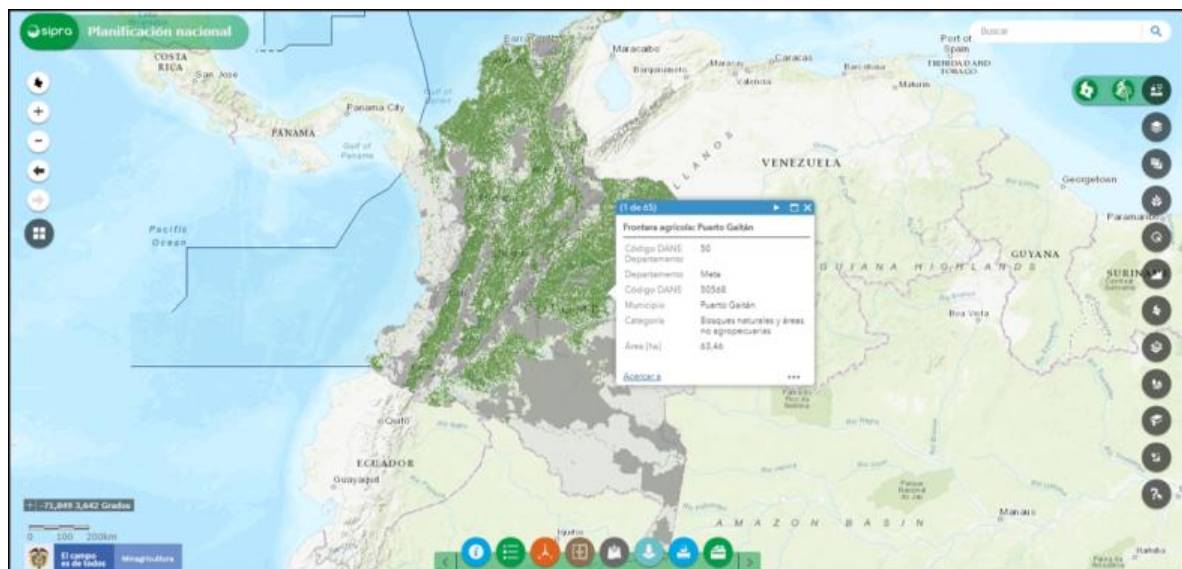 sipra Planificación nacional
Buscar
COSTA
RICA
San Jose
Panama City
PANAMA
Gulf of
Panama
Pacific
Ocean
Maracaibo
Barquisimeto
Maracay
Caracas
Valencia
Barcelona
Maturin
Port of
Spain
TRINIDAD AND
TOBAGO
LLANOS
VENEZUELA
Georgetown
Paramaribo
GUYANA
GUIANA HIGHLANDS
SURINAME
Boa Vista
(1 de 65)
Frontera agrícola: Puerto Gaitán
Código DANE Departamento 50
Departamento Meta
Código DANE 50568
Municipio Puerto Gaitán
Categoría Bosques naturales y áreas no agropecuarias
Área (ha) 63,46
Acercar a
Quito
ECUADOR
Guayaquil
Iquitos
AMAZON BASIN
Manaus
Itaituba
-71,849 3,642 Grados
0 100 200km
El campo
es de todos
Minagricultura